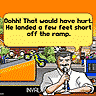 Oohh! That would have hurt.
He landed a few feet short
off the ramp.